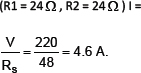 (R1 = 24 Ω , R2 = 24 Ω ) I =
V/Rs = 220/48 = 4.6 A.